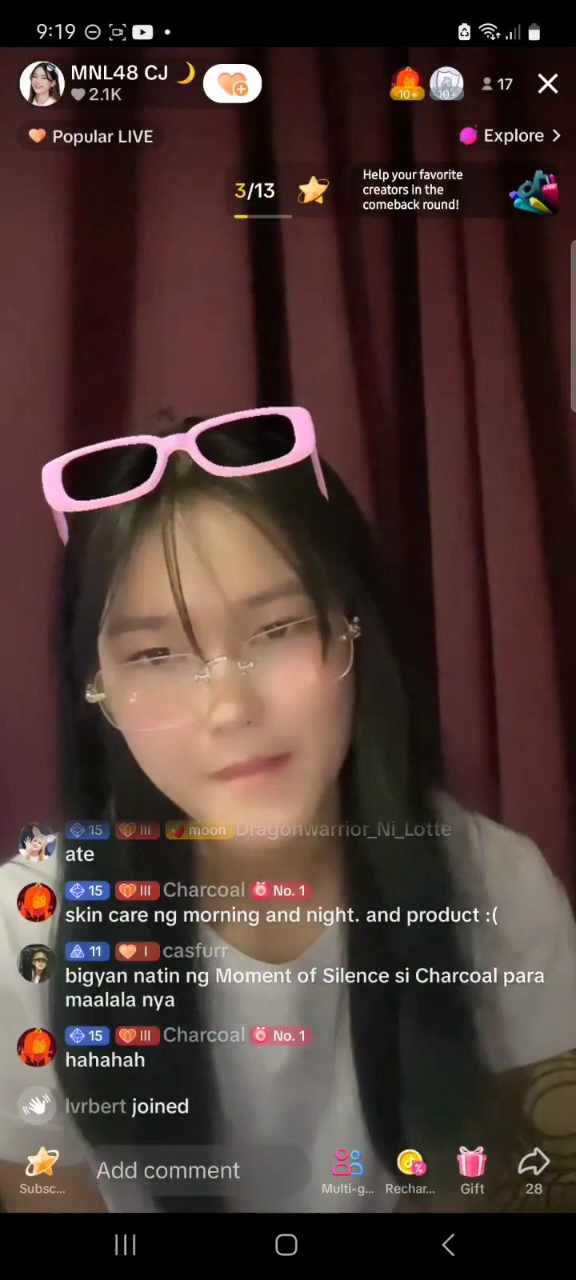 9:19
MNL48 CJ 🌙
2.1K
10+
10+
17
Popular LIVE
Explore
3/13
Help your favorite
creators in the
comeback round!
15 III moon Dragonwarrior_Ni_Lotte
ate
15 III Charcoal No. 1
skin care ng morning and night. and product :(
11 I casfurr
bigyan natin ng Moment of Silence si Charcoal para
maalala nya
15 III Charcoal No. 1
hahahah
lvrbert joined
Add comment
Subsc...
Multi-g...
Rechar...
Gift
28